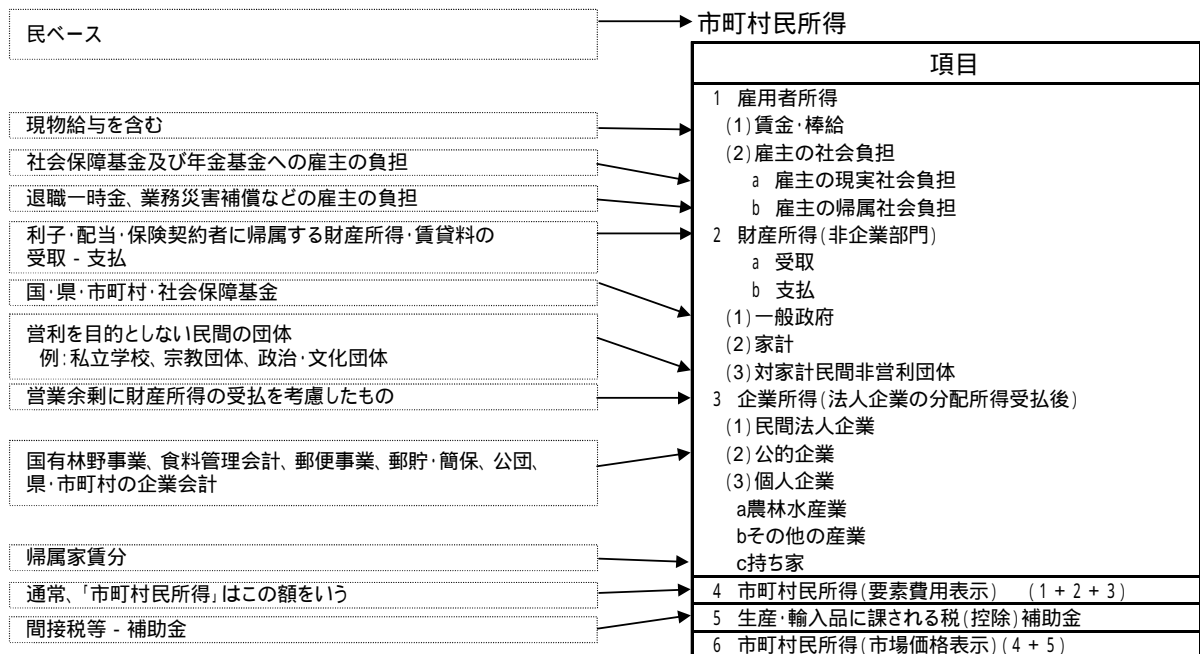 民ベース
現物給与を含む
社会保障基金及び年金基金への雇主の負担
退職一時金、業務災害補償などの雇主の負担
利子・配当・保険契約者に帰属する財産所得・賃貸料の
受取 - 支払
国・県・市町村・社会保障基金
営利を目的としない民間の団体
例：私立学校、宗教団体、政治・文化団体
営業余剰に財産所得の受払を考慮したもの
国有林野事業、食料管理会計、郵便事業、郵貯・簡保、公団、
県・市町村の企業会計
帰属家賃分
通常、「市町村民所得」はこの額をいう
間接税等 - 補助金
市町村民所得
項目
1 雇用者所得
(1)賃金・棒給
(2)雇主の社会負担
a 雇主の現実社会負担
b 雇主の帰属社会負担
2 財産所得(非企業部門)
a 受取
b 支払
(1)一般政府
(2)家計
(3)対家計民間非営利団体
3 企業所得(法人企業の分配所得受払後)
(1)民間法人企業
(2)公的企業
(3)個人企業
a農林水産業
bその他の産業
c持ち家
4 市町村民所得(要素費用表示) (1+2+3)
5 生産・輸入品に課される税(控除)補助金
6 市町村民所得(市場価格表示)(4+5)